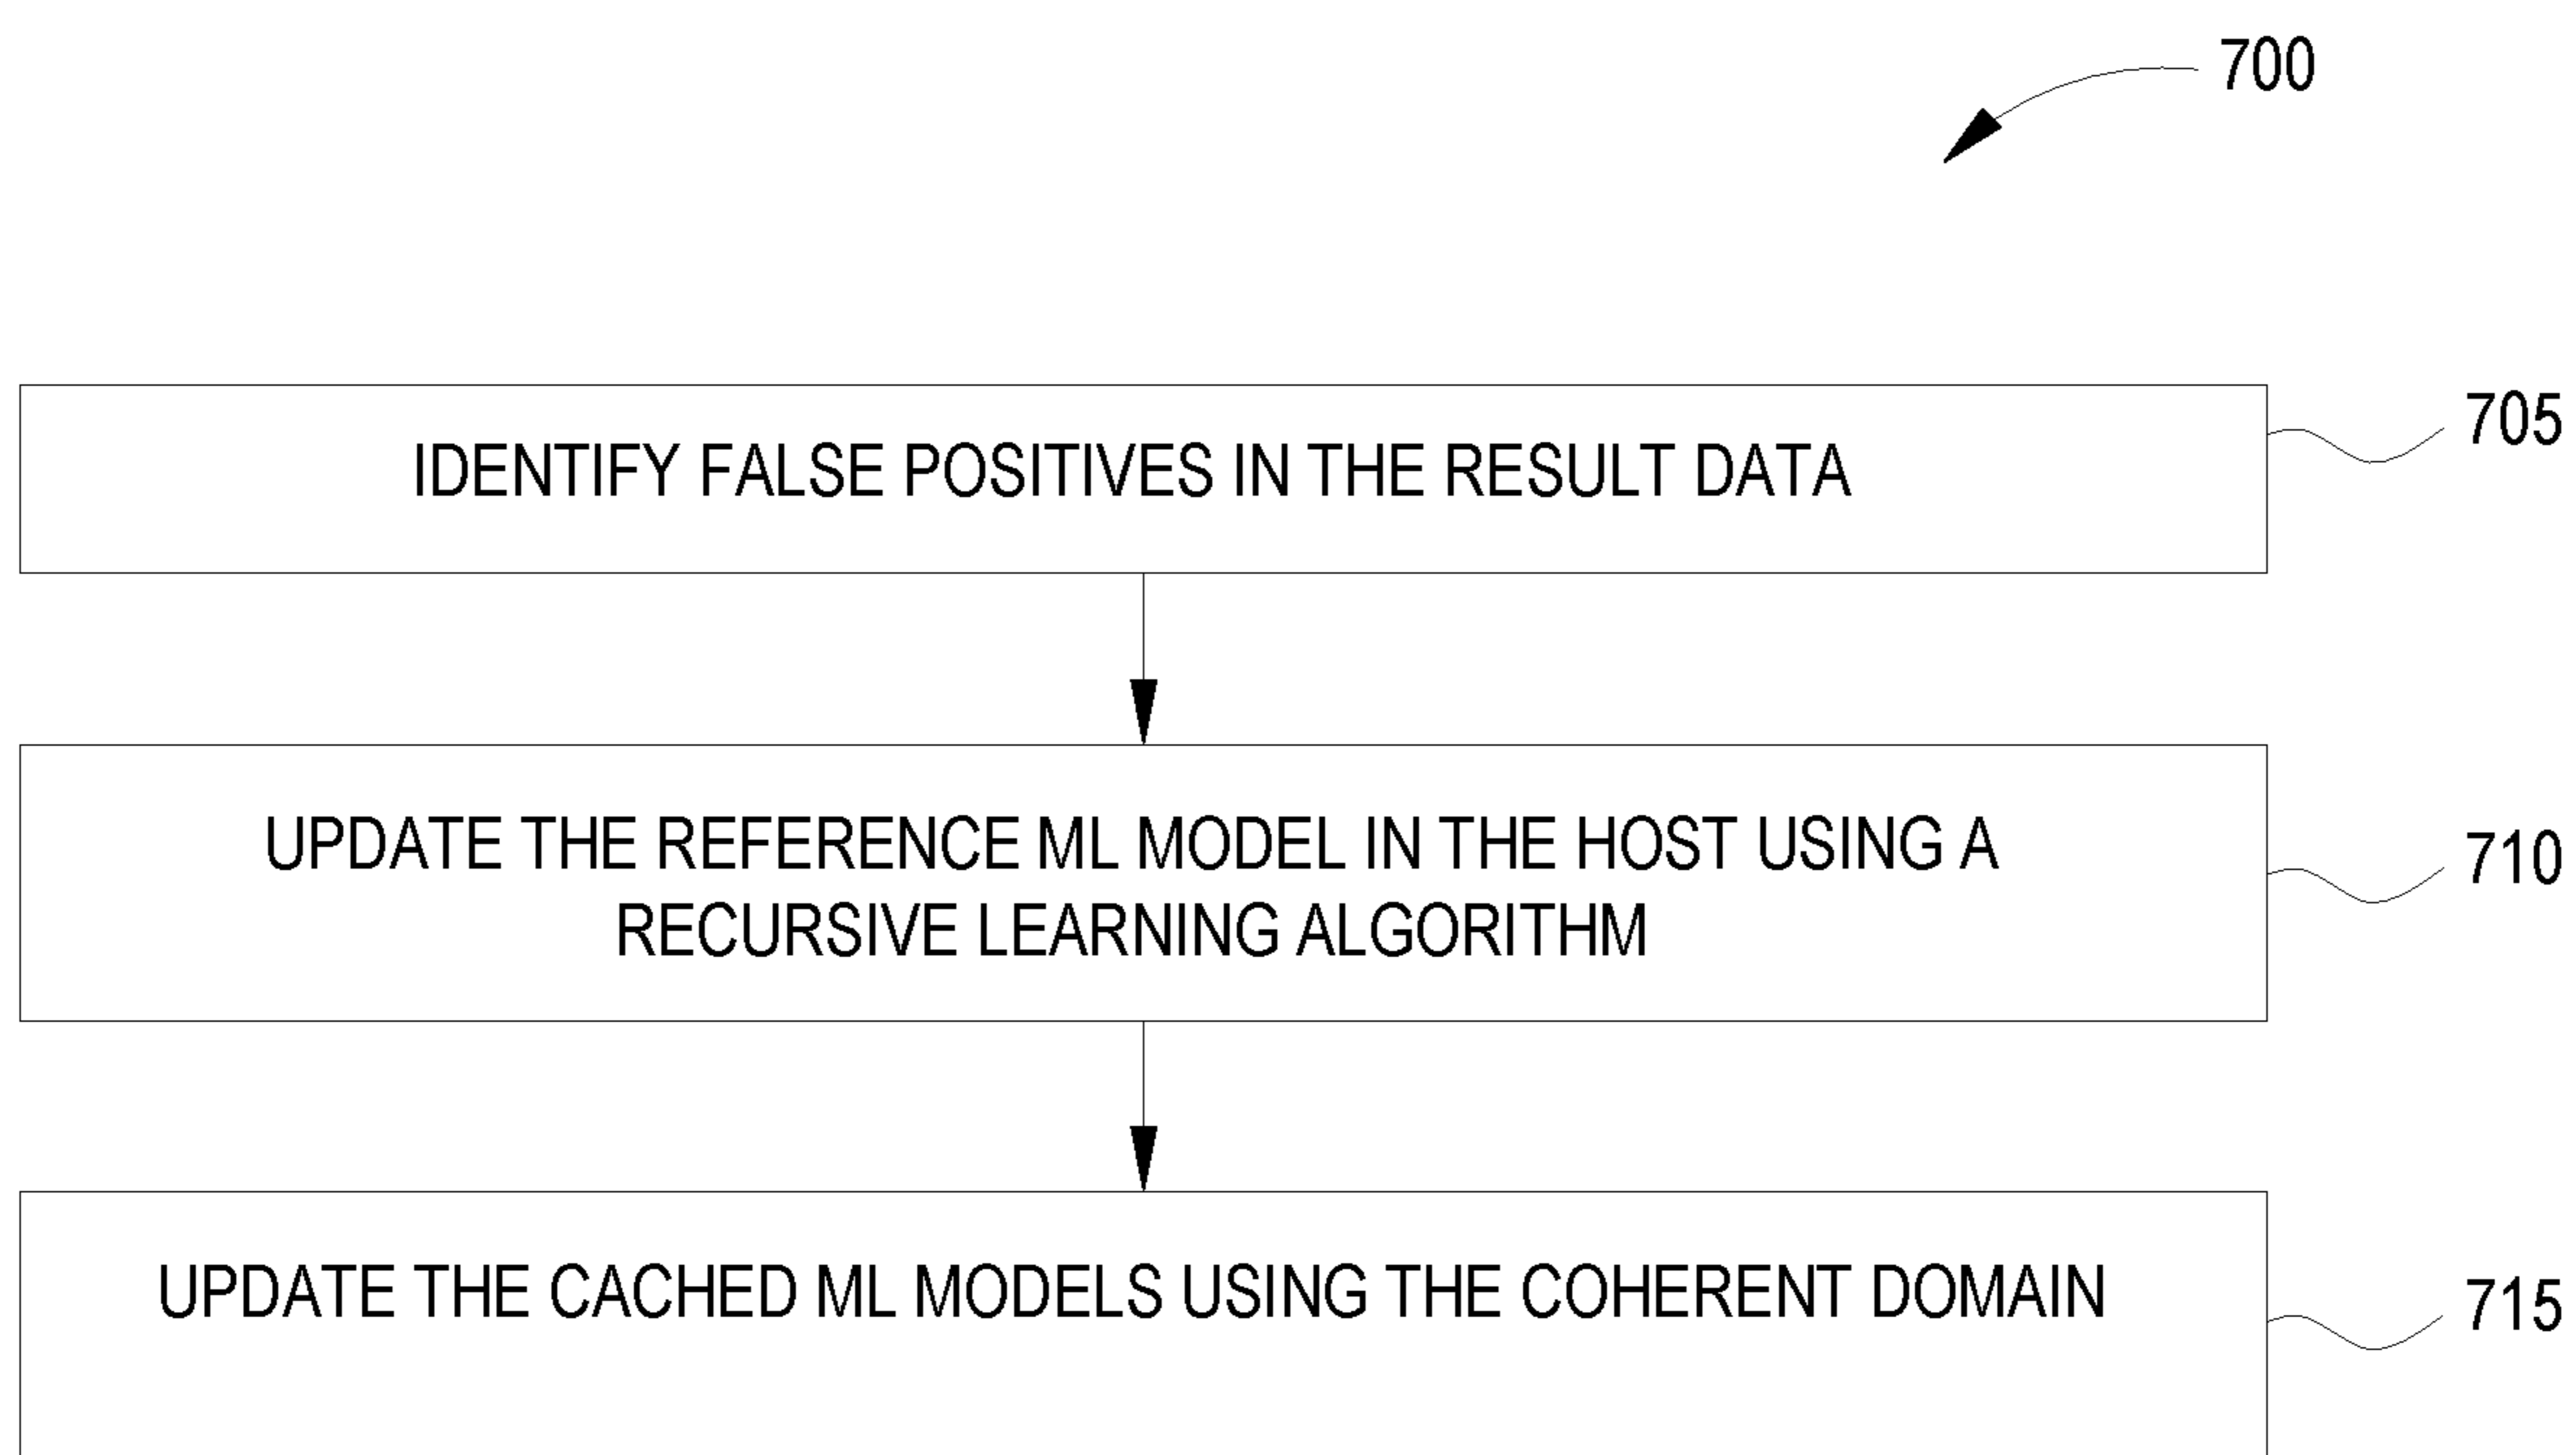 700
IDENTIFY FALSE POSITIVES IN THE RESULT DATA
705
UPDATE THE REFERENCE ML MODEL IN THE HOST USING A
RECURSIVE LEARNING ALGORITHM
710
UPDATE THE CACHED ML MODELS USING THE COHERENT DOMAIN
715